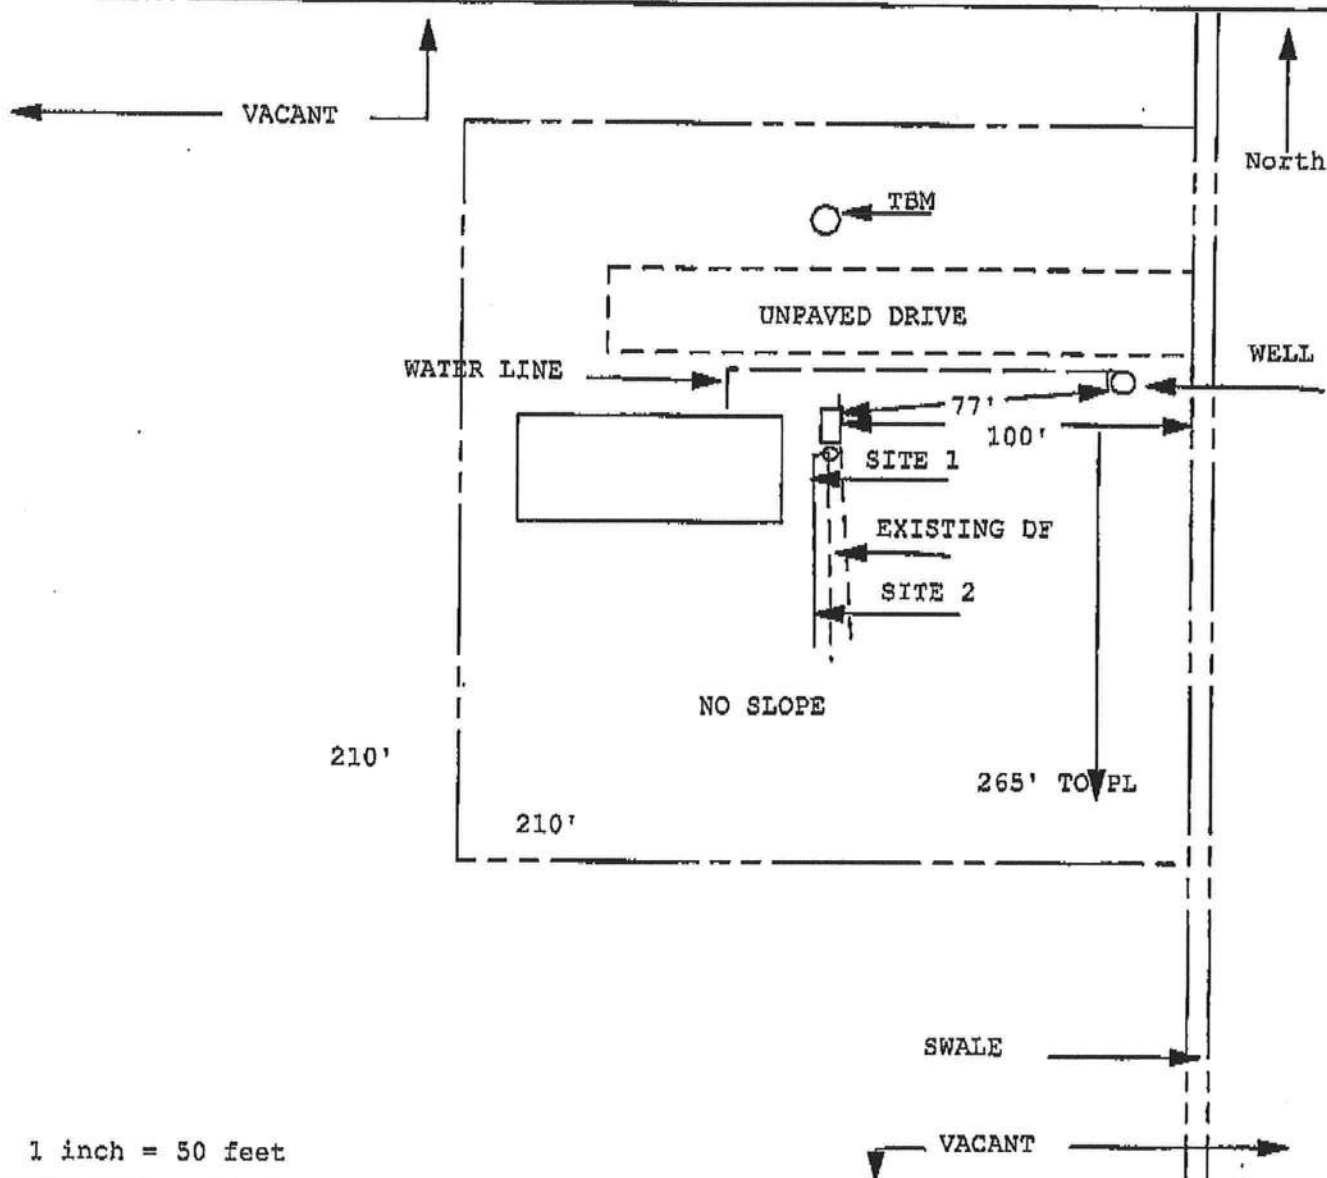 VACANT
North
TBM
UNPAVED DRIVE
WATER LINE
WELL
77'
100'
SITE 1
EXISTING DF
SITE 2
NO SLOPE
210'
265' TO PL
210'
SWALE
1 inch = 50 feet
VACANT